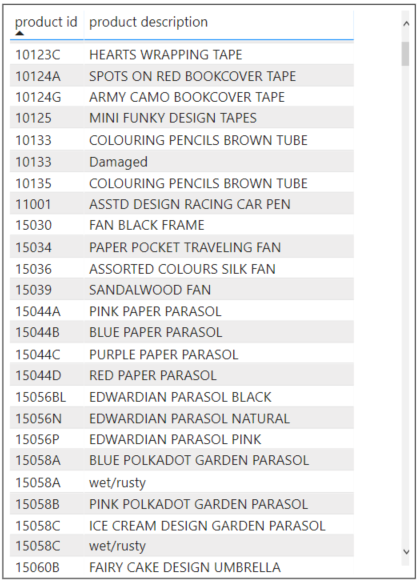 product id product description
10123C HEARTS WRAPPING TAPE
10124A SPOTS ON RED BOOKCOVER TAPE
10124G ARMY CAMO BOOKCOVER TAPE
10125 MINI FUNKY DESIGN TAPES
10133 COLOURING PENCILS BROWN TUBE
10133 Damaged
10135 COLOURING PENCILS BROWN TUBE
11001 ASSTD DESIGN RACING CAR PEN
15030 FAN BLACK FRAME
15034 PAPER POCKET TRAVELING FAN
15036 ASSORTED COLOURS SILK FAN
15039 SANDALWOOD FAN
15044A PINK PAPER PARASOL
15044B BLUE PAPER PARASOL
15044C PURPLE PAPER PARASOL
15044D RED PAPER PARASOL
15056BL EDWARDIAN PARASOL BLACK
15056N EDWARDIAN PARASOL NATURAL
15056P EDWARDIAN PARASOL PINK
15058A BLUE POLKADOT GARDEN PARASOL
15058A wet/rusty
15058B PINK POLKADOT GARDEN PARASOL
15058C ICE CREAM DESIGN GARDEN PARASOL
15058C wet/rusty
15060B FAIRY CAKE DESIGN UMBRELLA